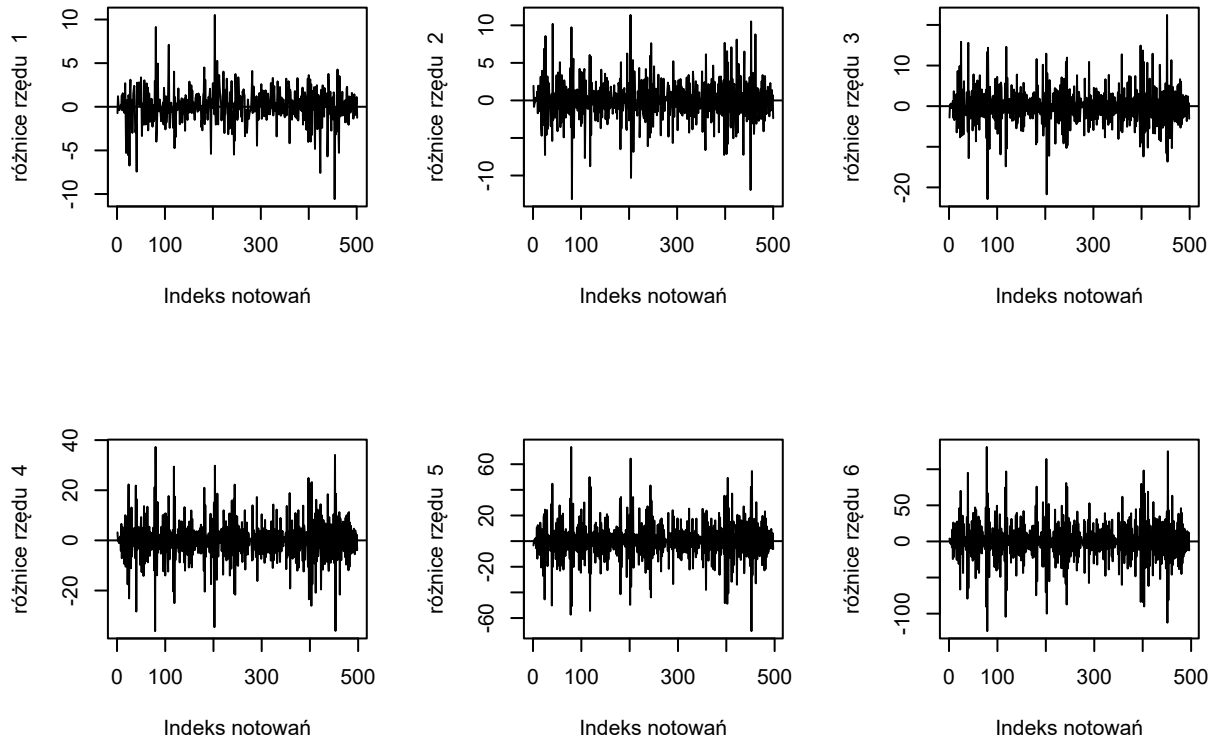 różnice rzędu 1
10
5
0
-5
-10
0 100 300 500
Indeks notowań
różnice rzędu 2
10
5
0
-10
0 100 300 500
Indeks notowań
różnice rzędu 3
10
0
-20
0 100 300 500
Indeks notowań
różnice rzędu 4
40
20
0
-20
0 100 300 500
Indeks notowań
różnice rzędu 5
60
20
-20
-60
0 100 300 500
Indeks notowań
różnice rzędu 6
50
0
-100
0 100 300 500
Indeks notowań